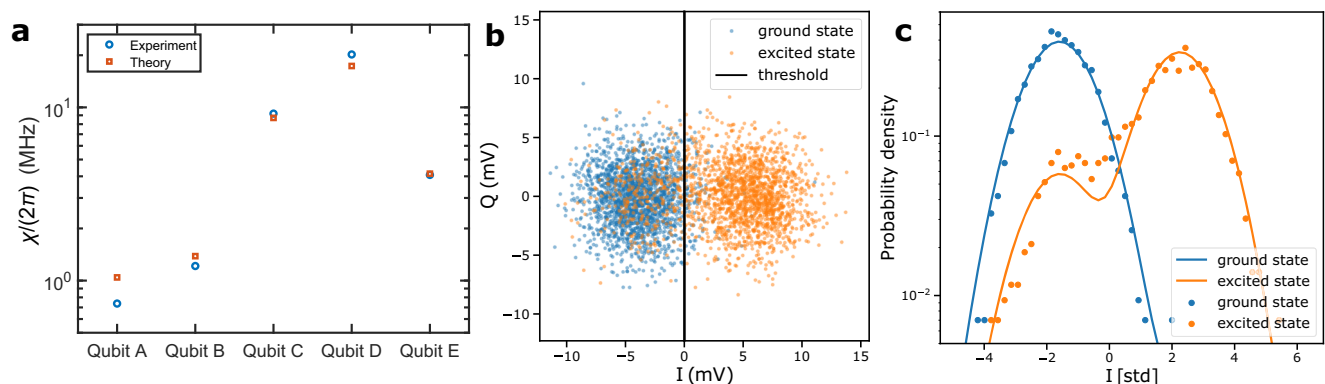 a
Experiment
Theory
χ/(2π) (MHz)
10¹
10⁰
Qubit A Qubit B Qubit C Qubit D Qubit E
b
ground state
excited state
threshold
Q (mV)
15
10
5
0
−5
−10
−10 −5 0 5 10 15
I (mV)
c
Probability density
10⁻¹
10⁻²
ground state
excited state
ground state
excited state
−4 −2 0 2 4 6
I [std]